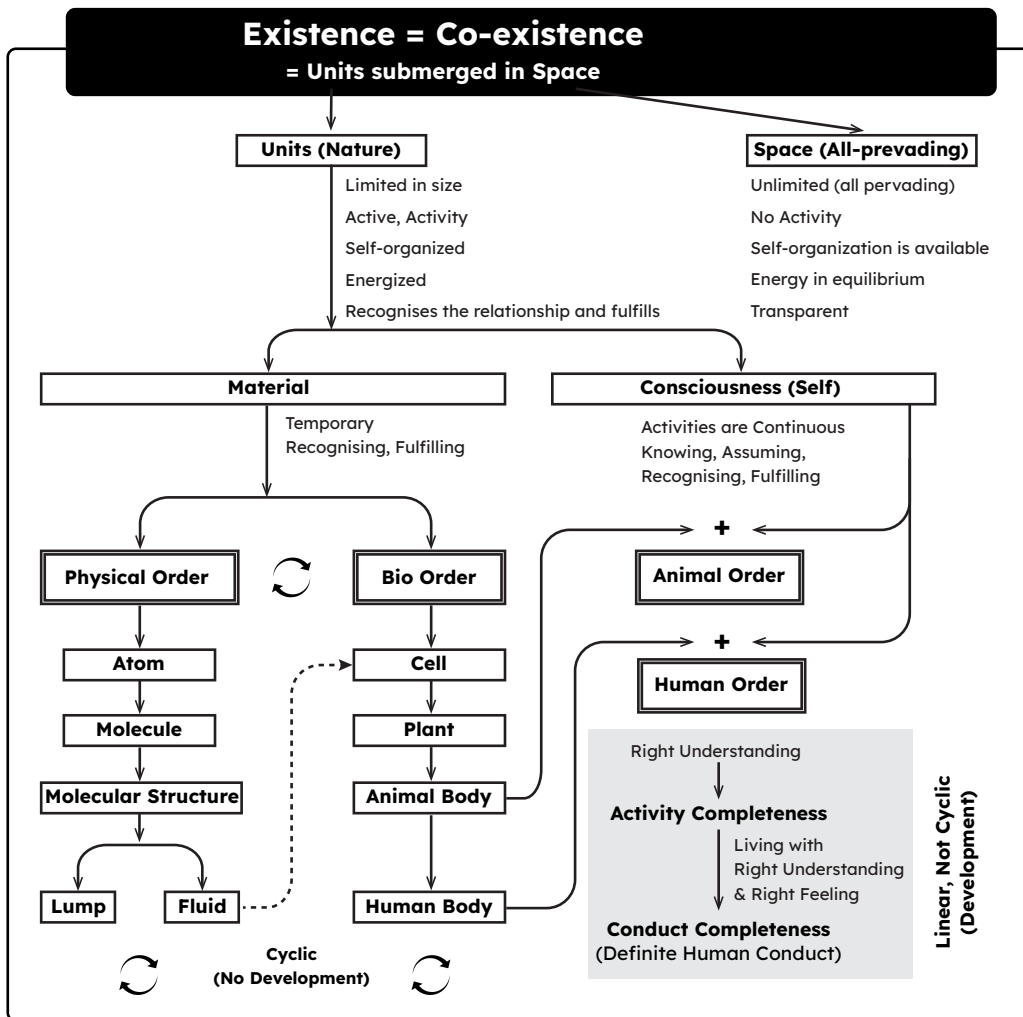 Existence = Co-existence
= Units submerged in Space
Units (Nature)
Limited in size
Active, Activity
Self-organized
Energized
Recognises the relationship and fulfills
Space (All-prevading)
Unlimited (all pervading)
No Activity
Self-organization is available
Energy in equilibrium
Transparent
Material
Temporary
Recognising, Fulfilling
Consciousness (Self)
Activities are Continuous
Knowing, Assuming,
Recognising, Fulfilling
Physical Order
Atom
Molecule
Molecular Structure
Lump
Fluid
Bio Order
Cell
Plant
Animal Body
Human Body
Cyclic
(No Development)
+
Animal Order
+
Human Order
Right Understanding
Activity Completeness
Living with
Right Understanding
& Right Feeling
Conduct Completeness
(Definite Human Conduct)
Linear, Not Cyclic
(Development)